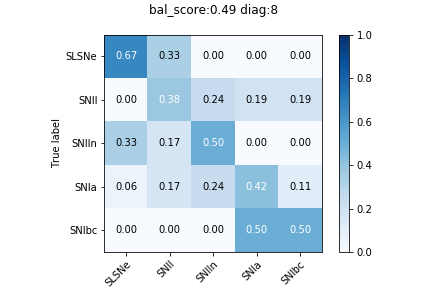 bal_score:0.49 diag:8
SLSNe 0.67 0.33 0.00 0.00 0.00
SNII 0.00 0.38 0.24 0.19 0.19
SNIIn 0.33 0.17 0.50 0.00 0.00
SNIa 0.06 0.17 0.24 0.42 0.11
SNIbc 0.00 0.00 0.00 0.50 0.50
SLSNe SNII SNIIn SNIa SNIbc
True label
1.0
0.8
0.6
0.4
0.2
0.0